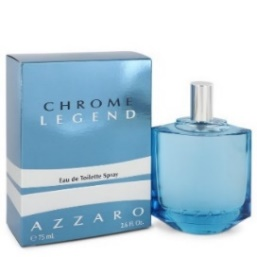 CHROME
LEGEND
Eau de Toilette Spray
AZZARO
e 75 mL 2.6 Fl. Oz.